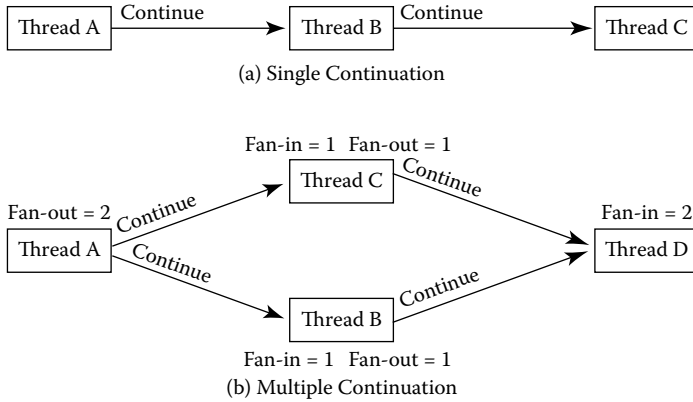 Continue Continue
Thread A Thread B Thread C
(a) Single Continuation
Fan-in = 1 Fan-out = 1
Thread C
Continue Continue
Fan-out = 2 Fan-in = 2
Thread A Thread D
Continue Continue
Thread B
Fan-in = 1 Fan-out = 1
(b) Multiple Continuation